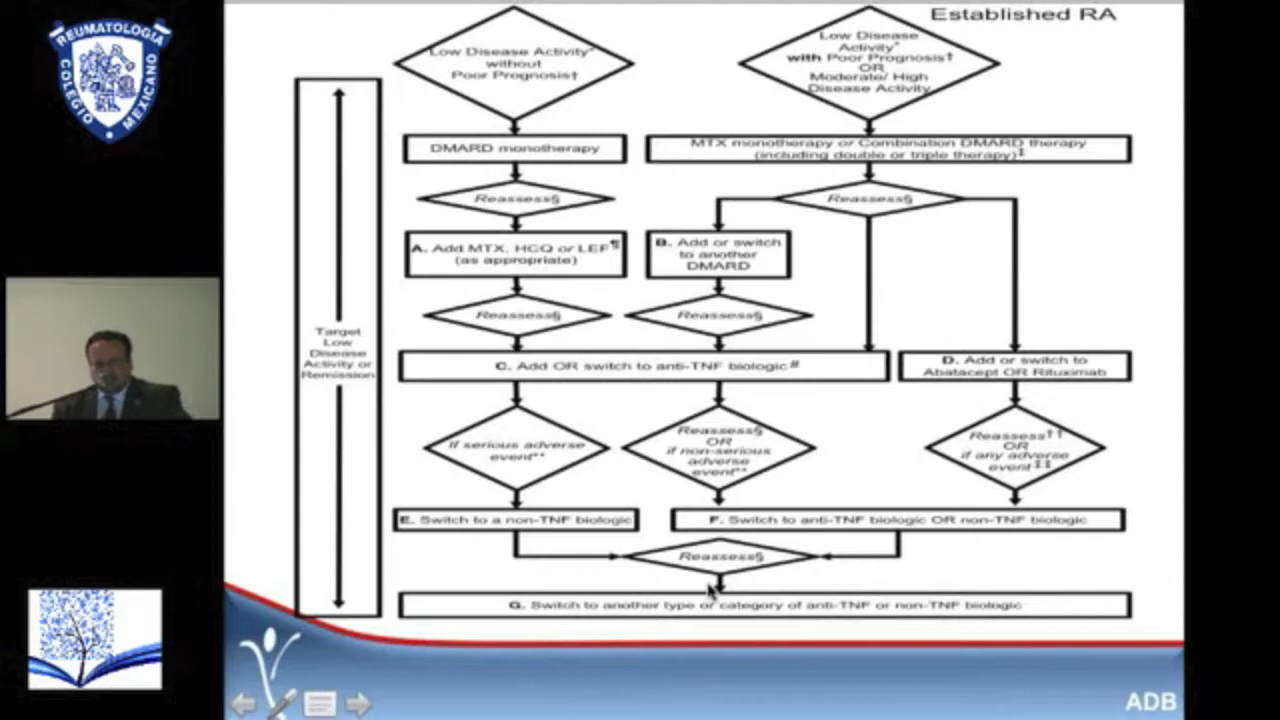 REUMATOLOGIA
COLEGIO
MEXICANO
Established RA
Low Disease Activity*
without
Poor Prognosis†
Low Disease
Activity*
with Poor Prognosis†
OR
Moderate/ High
Disease Activity
DMARD monotherapy
MTX monotherapy or Combination DMARD therapy
(including double or triple therapy)‡
Reassess§
Reassess§
A. Add MTX, HCQ or LEF¶
(as appropriate)
B. Add or switch
to another
DMARD
Reassess§
Reassess§
Target
Low
Disease
Activity or
Remission
C. Add OR switch to anti-TNF biologic#
D. Add or switch to
Abatacept OR Rituximab
If serious adverse
event**
Reassess§
OR
if non-serious
adverse
event**
Reassess††
OR
if any adverse
event‡‡
E. Switch to a non-TNF biologic
F. Switch to anti-TNF biologic OR non-TNF biologic
Reassess§
G. Switch to another type or category of anti-TNF or non-TNF biologic
ADB